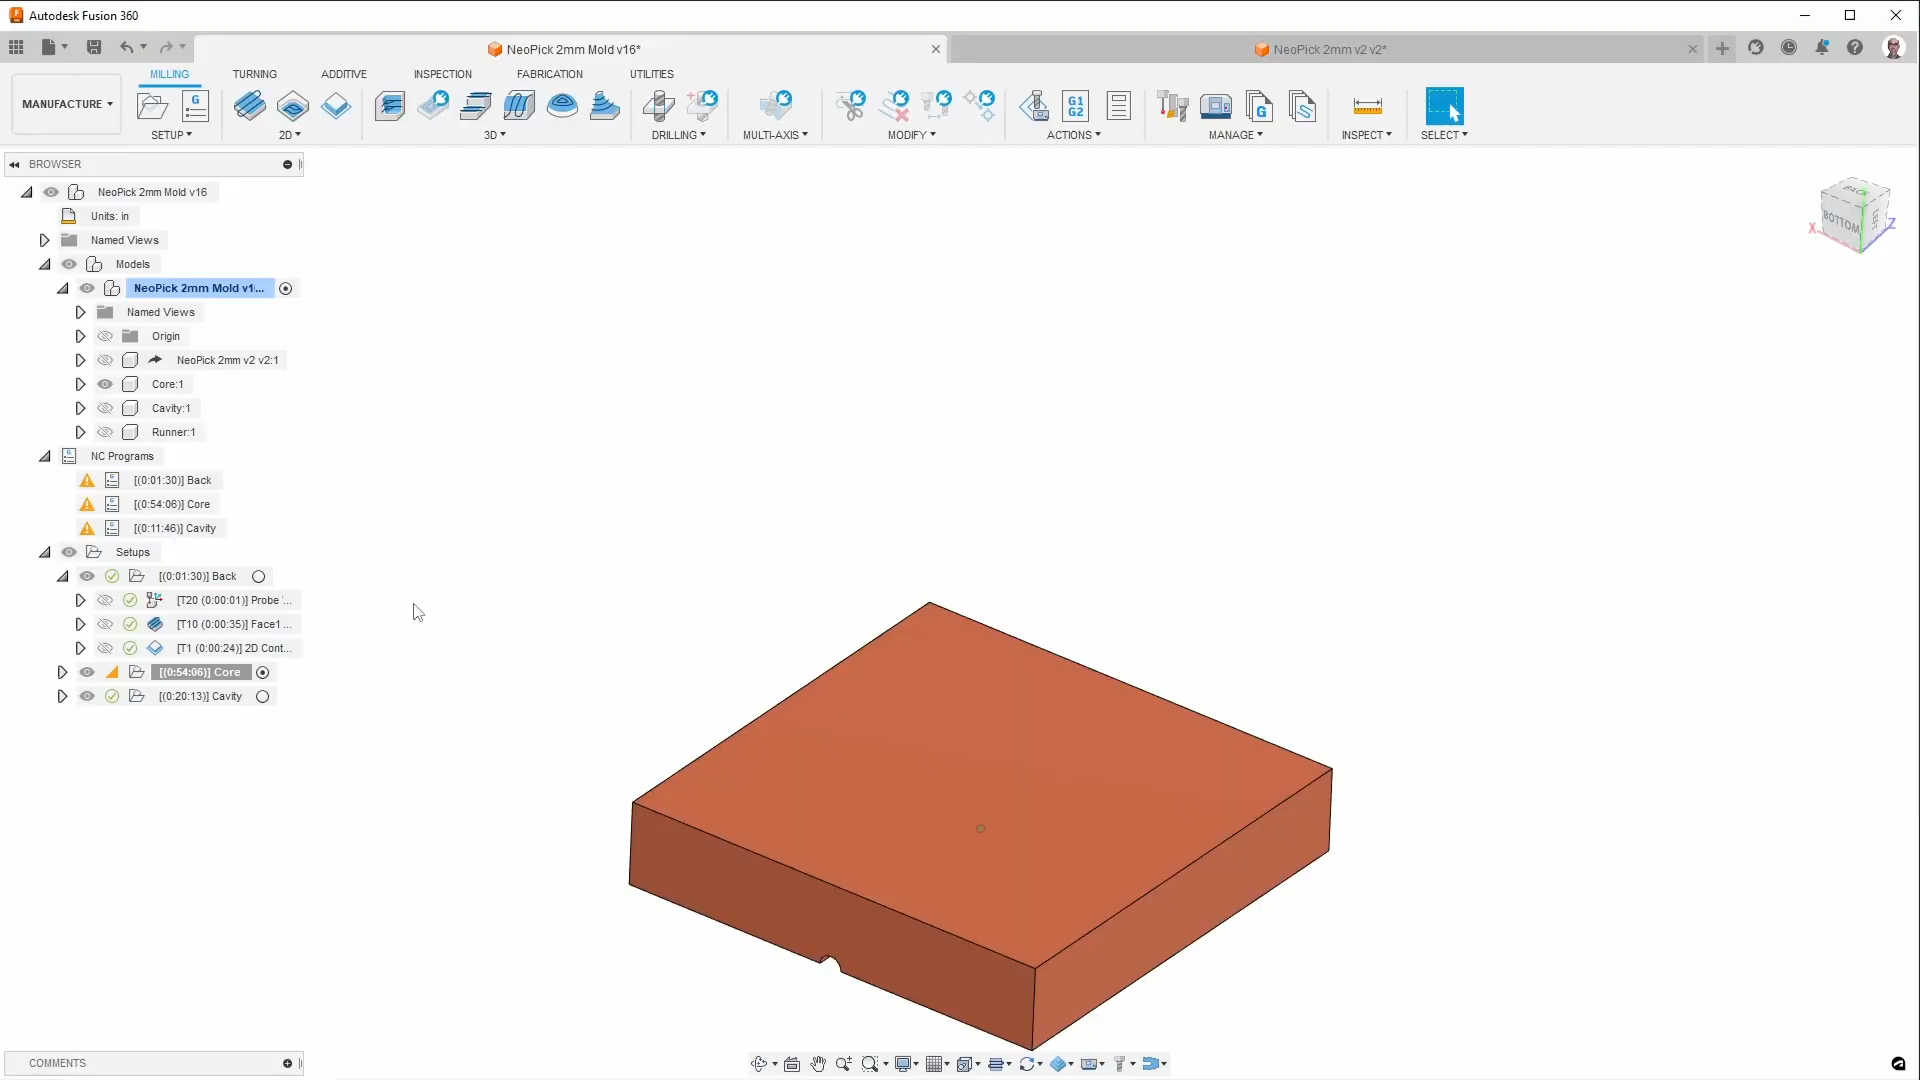 Autodesk Fusion 360
NeoPick 2mm Mold v16*
NeoPick 2mm v2 v2*
MANUFACTURE
MILLING
TURNING
ADDITIVE
INSPECTION
FABRICATION
UTILITIES
G
G1
G2
G
SETUP
2D
3D
DRILLING
MULTI-AXIS
MODIFY
ACTIONS
MANAGE
INSPECT
SELECT
BROWSER
NeoPick 2mm Mold v16
Units: in
Named Views
Models
NeoPick 2mm Mold v1...
Named Views
Origin
NeoPick 2mm v2 v2:1
Core:1
Cavity:1
Runner:1
NC Programs
[(0:01:30)] Back
[(0:54:06)] Core
[(0:11:46)] Cavity
Setups
[(0:01:30)] Back
[T20 (0:00:01)] Probe '...
[T10 (0:00:35)] Face1 ...
[T1 (0:00:24)] 2D Cont...
[(0:54:06)] Core
[(0:20:13)] Cavity
BACK
BOTTOM
X
Z
COMMENTS